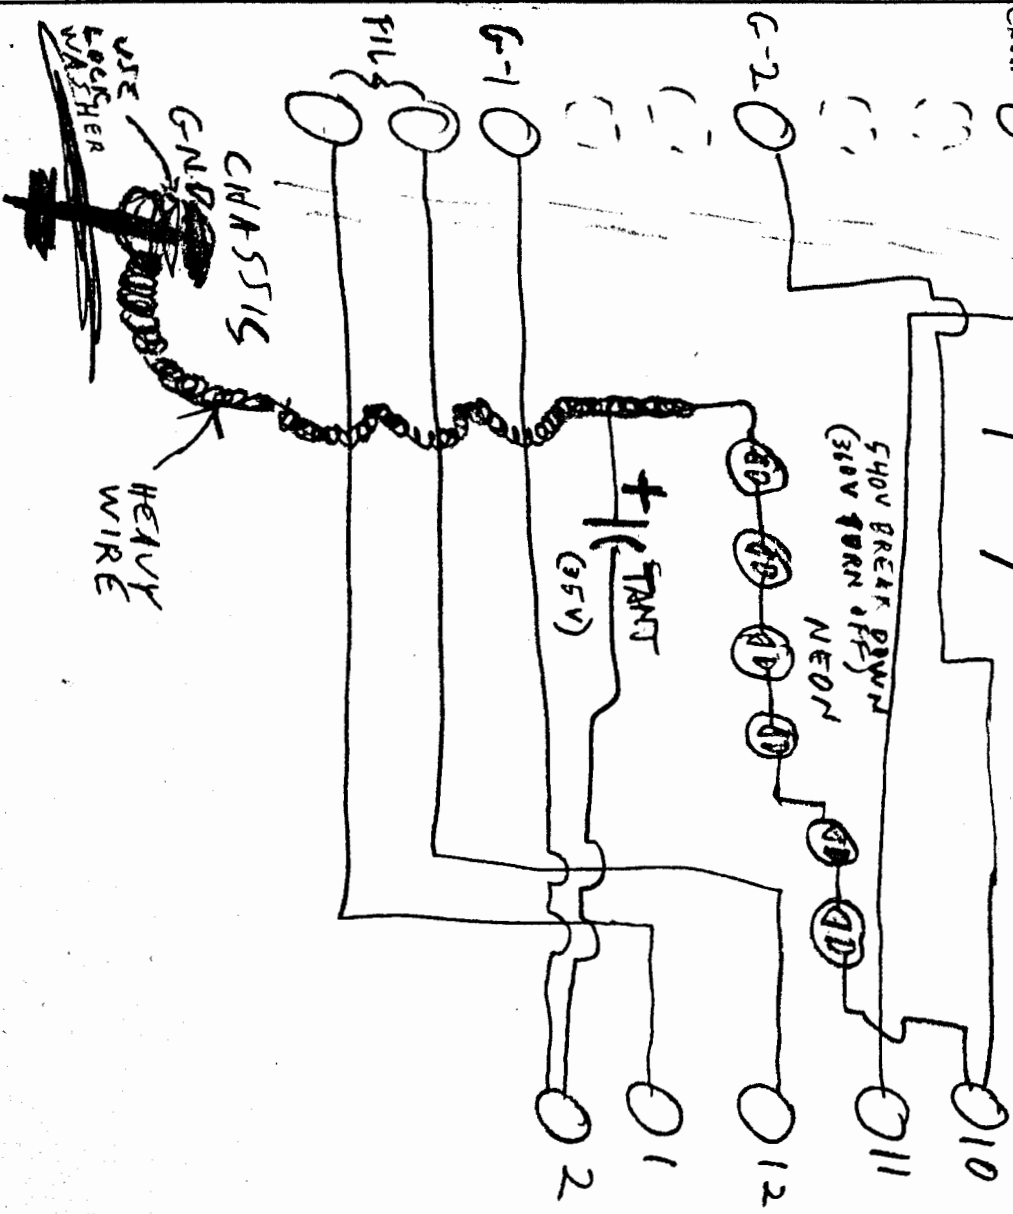 FIL
G-1
G-2
USE
LOCK
WASHER
GND
CHASSIS
HEAVY
WIRE
+
TANT
(35V)
540V BREAK DOWN
(360V TURN OFF)
NEON
2
1
12
11
10